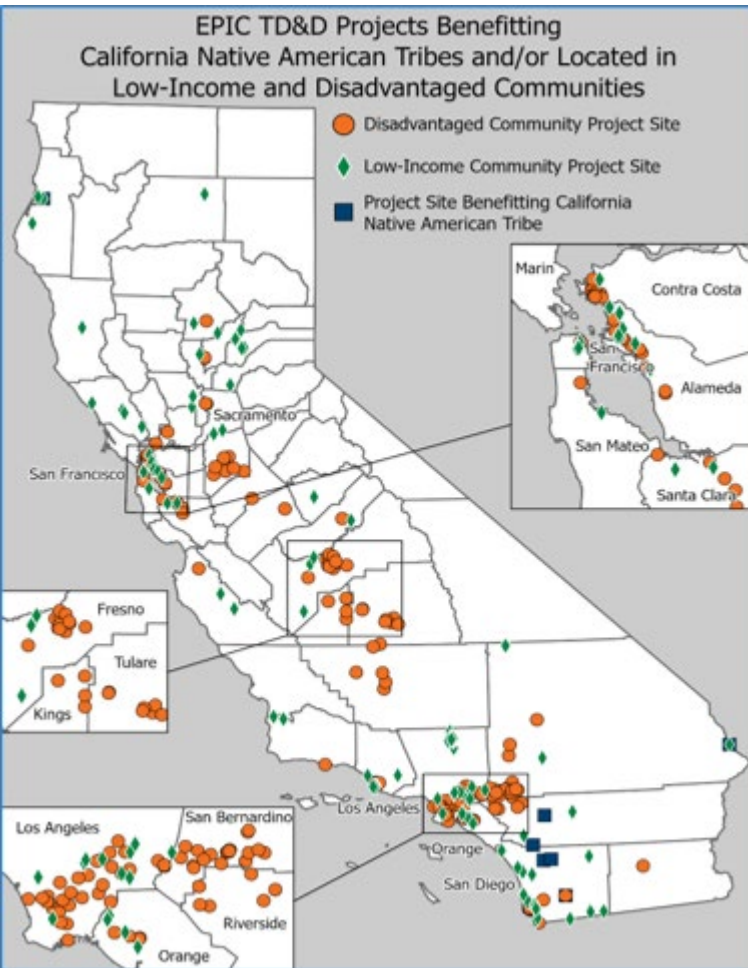 EPIC TD&D Projects Benefitting
California Native American Tribes and/or Located in
Low-Income and Disadvantaged Communities
Disadvantaged Community Project Site
Low-Income Community Project Site
Project Site Benefitting California
Native American Tribe
Marin
Contra Costa
San
Francisco
Alameda
San Mateo
Santa Clara
Sacramento
San Francisco
Fresno
Tulare
Kings
Los Angeles
Orange
San Diego
Los Angeles
San Bernardino
Riverside
Orange